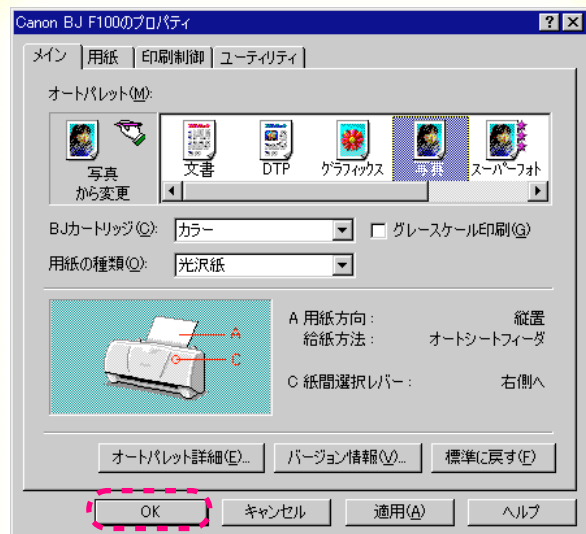 Canon BJ F100のプロパティ
メイン 用紙 印刷制御 ユーティリティ
オートパレット(M):
写真
から変更
文書 DTP グラフィックス 写真 スーパーフォト
BJカートリッジ(C): カラー グレースケール印刷(G)
用紙の種類(O): 光沢紙
A 用紙方向: 縦置
給紙方法: オートシートフィーダ
C 紙間選択レバー: 右側へ
A
C
オートパレット詳細(E)... バージョン情報(V)... 標準に戻す(F)
OK キャンセル 適用(A) ヘルプ